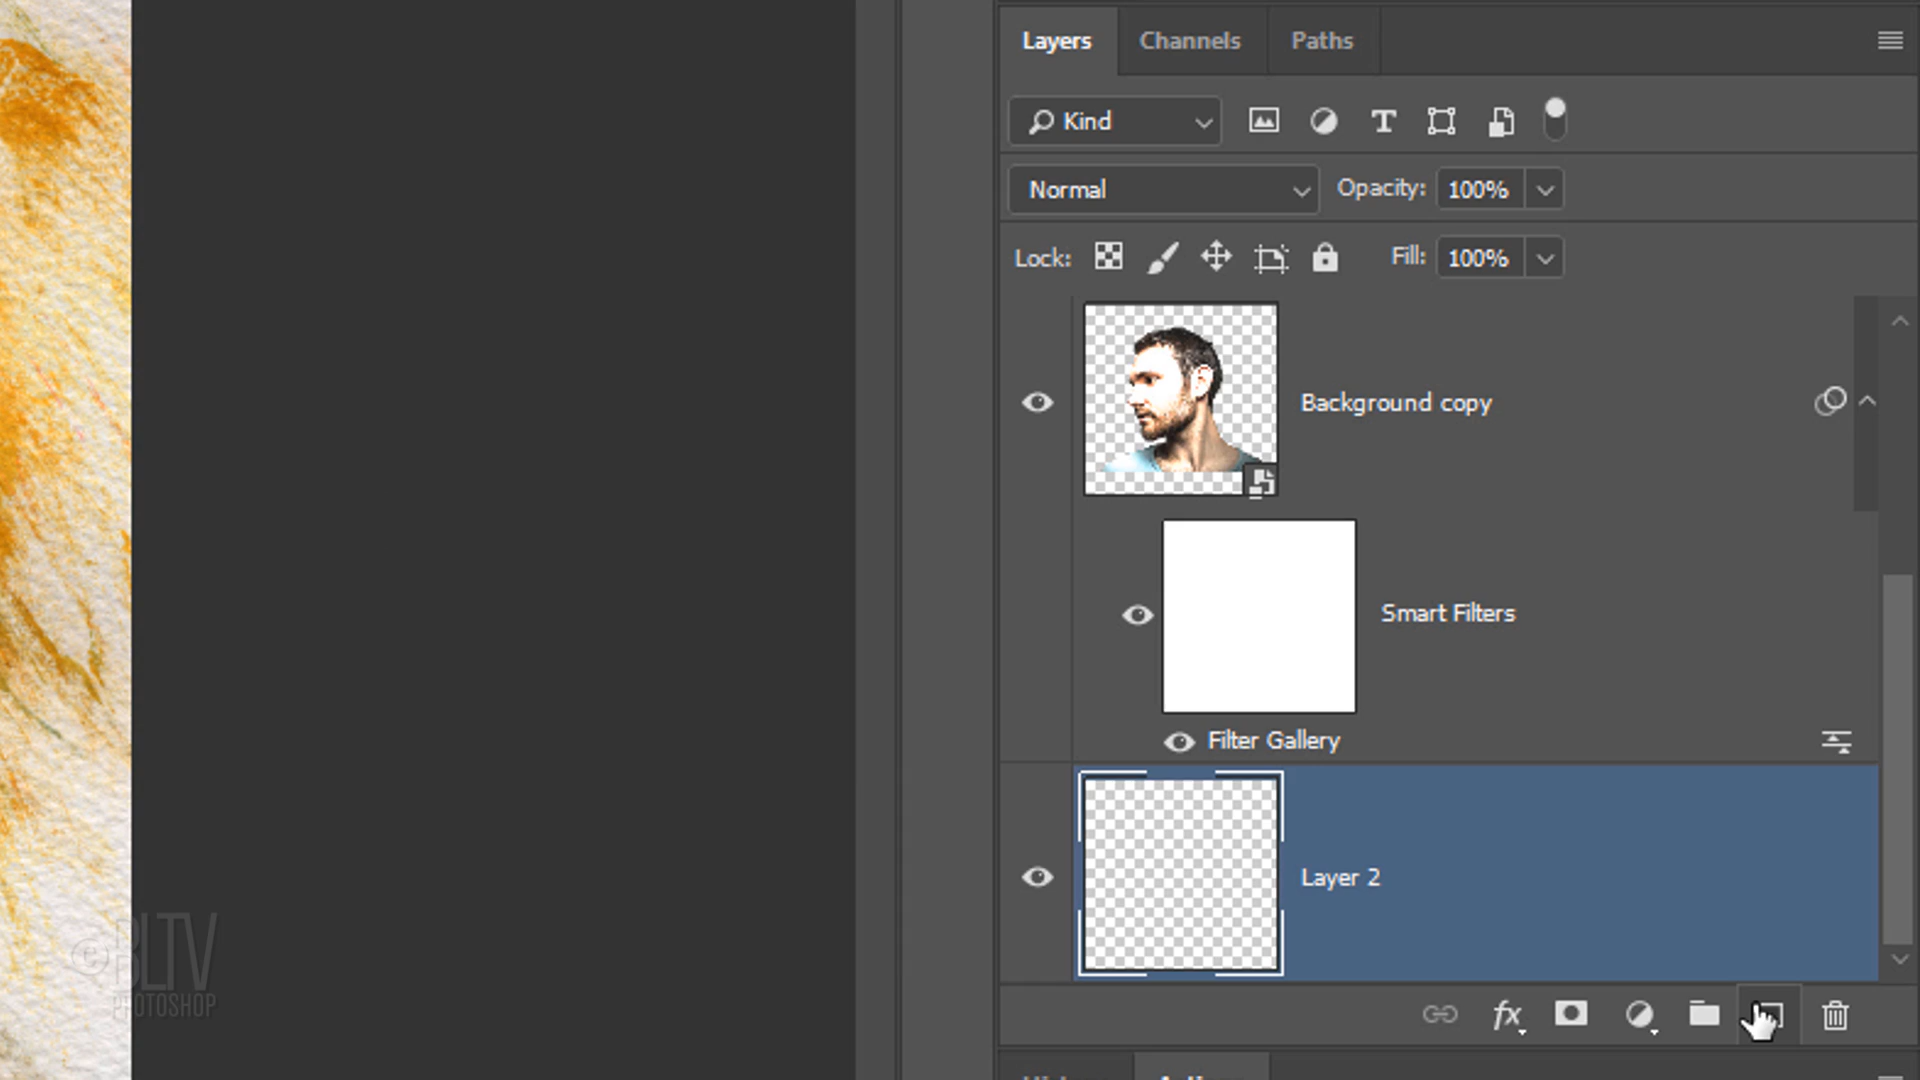 Layers Channels Paths
Kind
Normal Opacity: 100%
Lock: Fill: 100%
Background copy
Smart Filters
Filter Gallery
Layer 2
fx
© BLTV
PHOTOSHOP